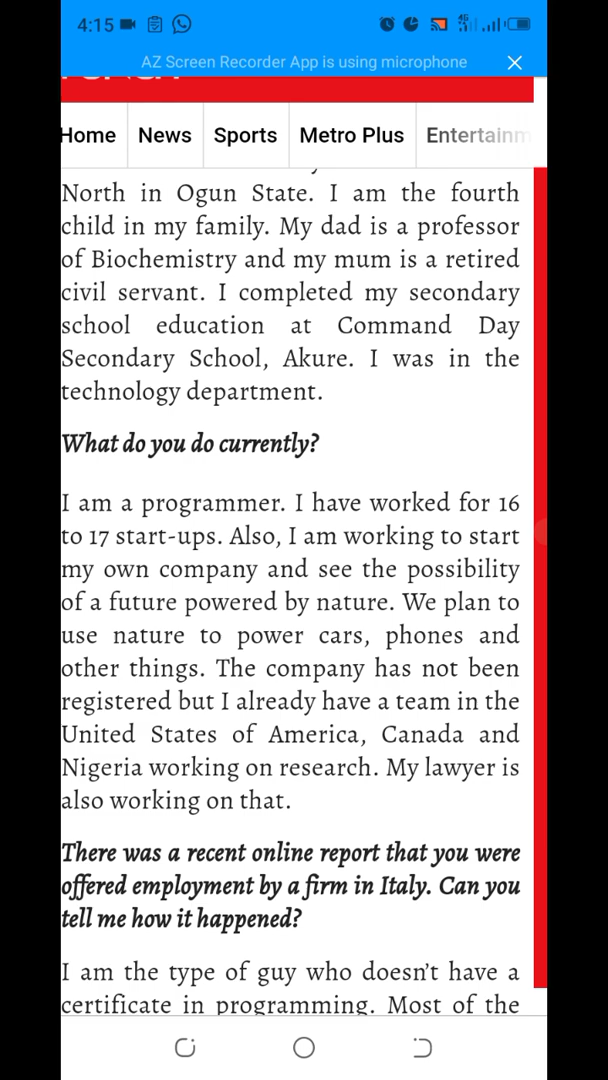 4:15
AZ Screen Recorder App is using microphone
Home News Sports Metro Plus Entertainm
North in Ogun State. I am the fourth
child in my family. My dad is a professor
of Biochemistry and my mum is a retired
civil servant. I completed my secondary
school education at Command Day
Secondary School, Akure. I was in the
technology department.
What do you do currently?
I am a programmer. I have worked for 16
to 17 start-ups. Also, I am working to start
my own company and see the possibility
of a future powered by nature. We plan to
use nature to power cars, phones and
other things. The company has not been
registered but I already have a team in the
United States of America, Canada and
Nigeria working on research. My lawyer is
also working on that.
There was a recent online report that you were
offered employment by a firm in Italy. Can you
tell me how it happened?
I am the type of guy who doesn't have a
certificate in programming. Most of the